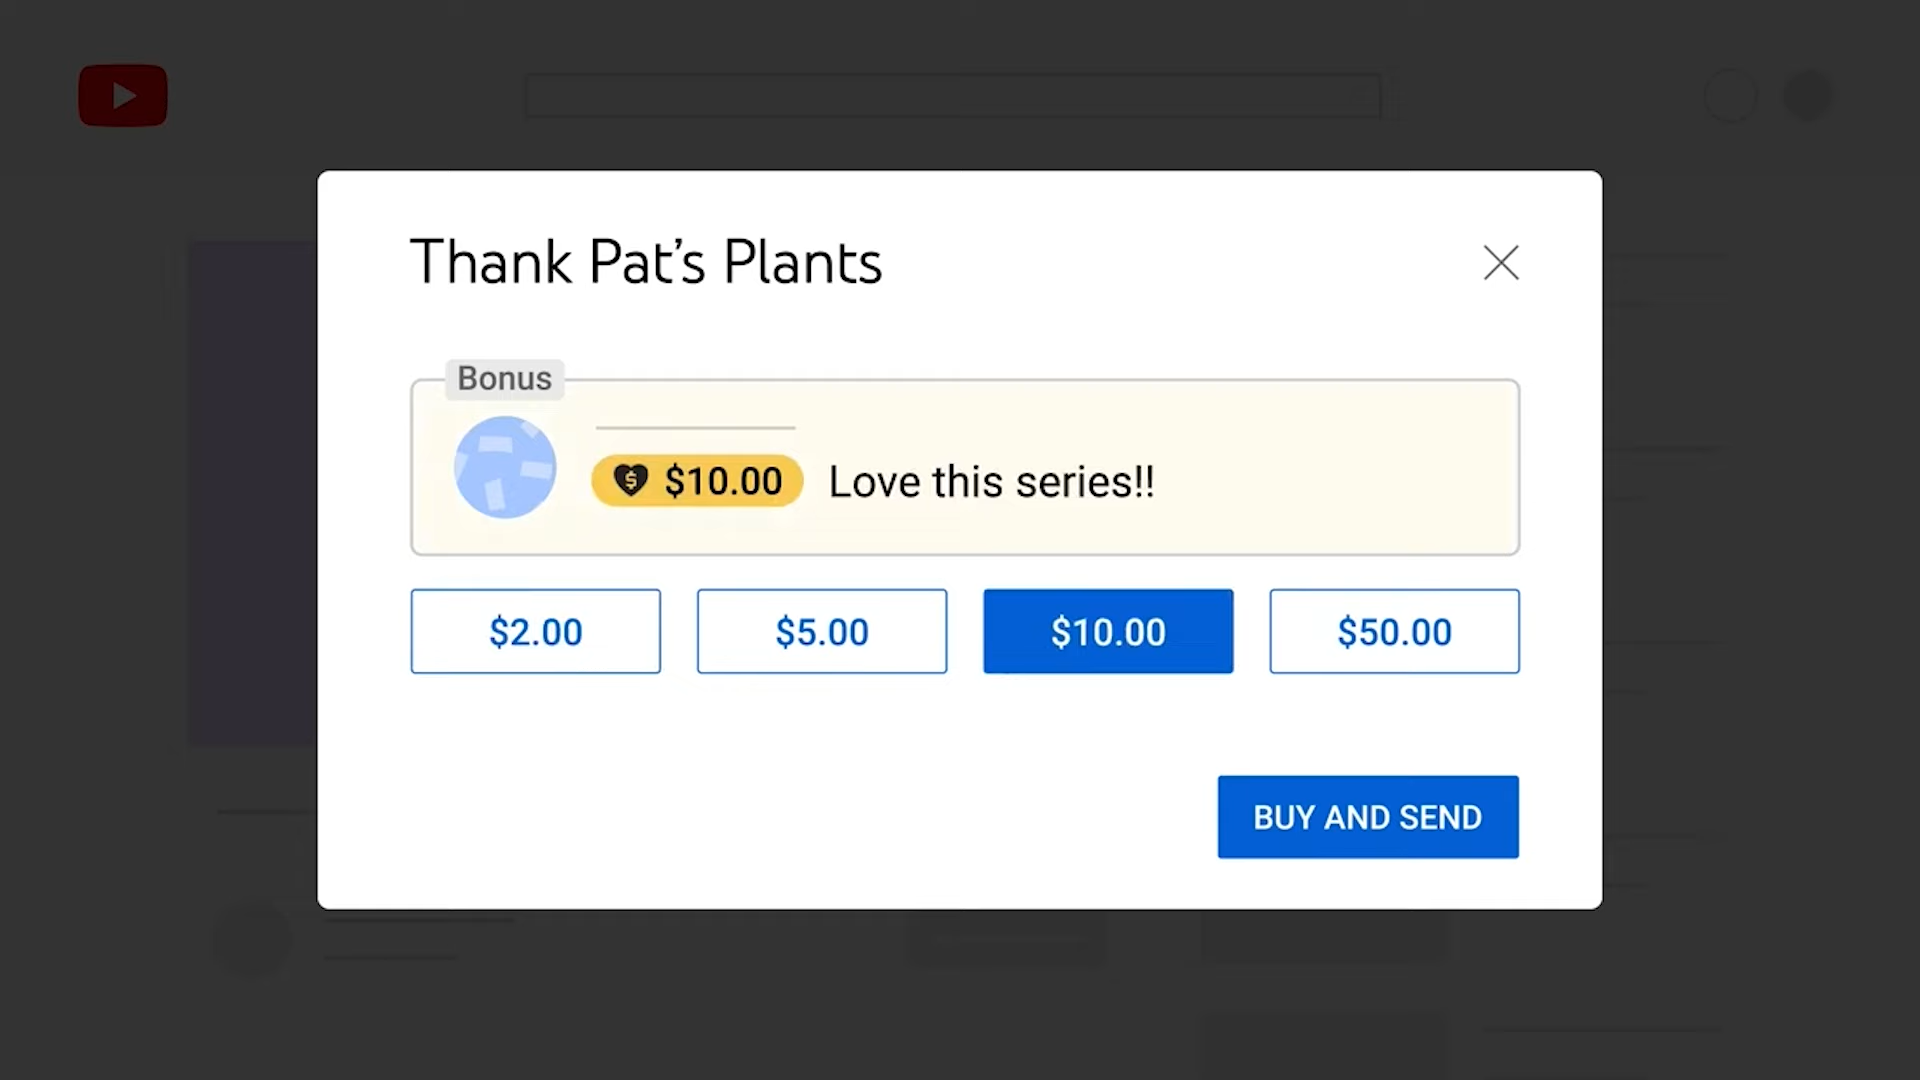 Thank Pat’s Plants
Bonus
$10.00 Love this series!!
$2.00 $5.00 $10.00 $50.00
BUY AND SEND